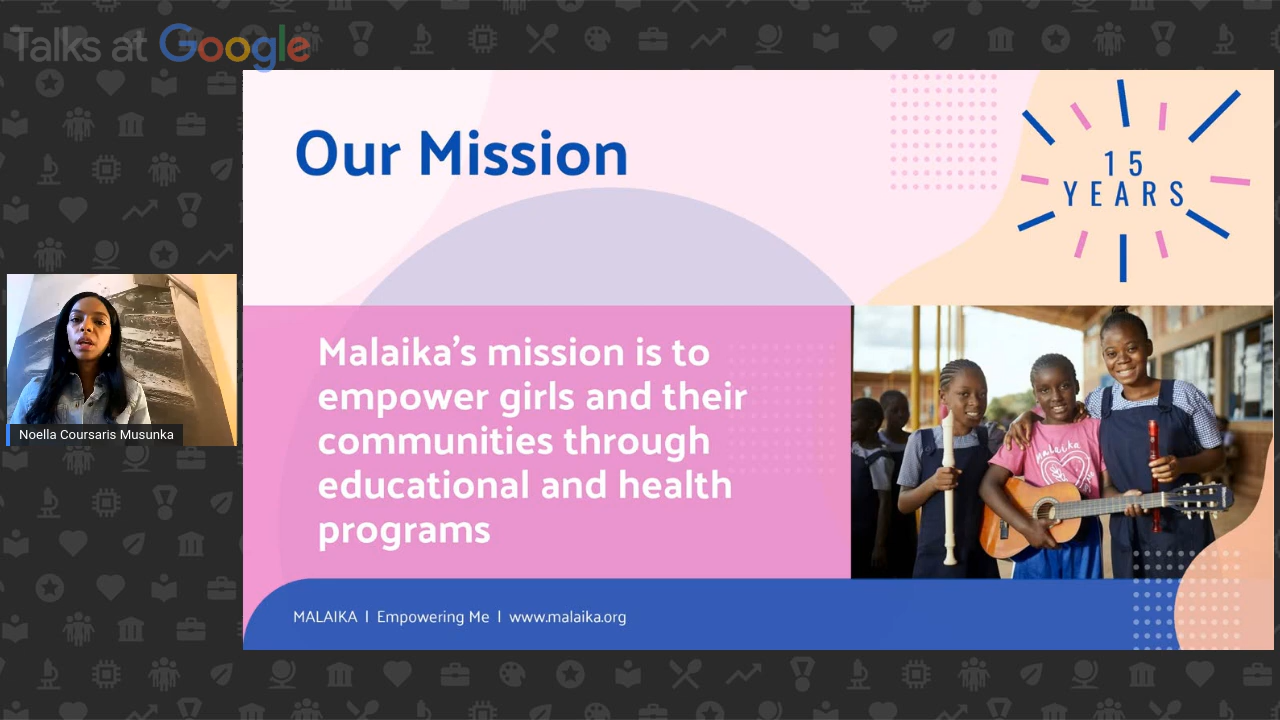 Talks at Google
Our Mission
15
YEARS
Malaika’s mission is to
empower girls and their
communities through
educational and health
programs
malaika
Noella Coursaris Musunka
MALAIKA | Empowering Me | www.malaika.org